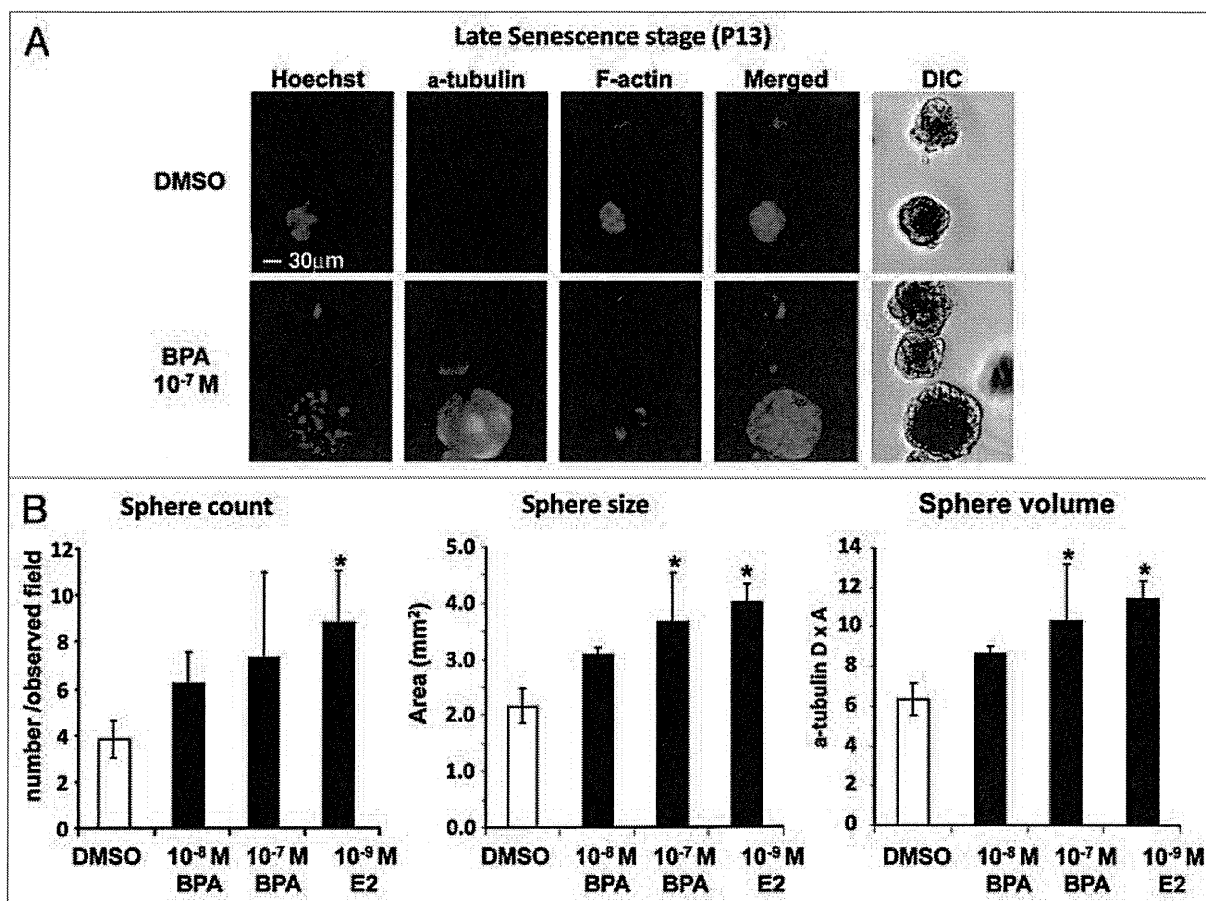 A
Late Senescence stage (P13)
Hoechst a-tubulin F-actin Merged DIC
DMSO
30µm
BPA
10⁻⁷ M
B
Sphere count
number /observed field
12
10
8
6
4
2
0
*
DMSO 10⁻⁸ M 10⁻⁷ M 10⁻⁹ M
BPA BPA E2
Sphere size
Area (mm²)
5.0
4.0
3.0
2.0
1.0
0.0
* *
DMSO 10⁻⁸ M 10⁻⁷ M 10⁻⁹ M
BPA BPA E2
Sphere volume
a-tubulin D x A
14
12
10
8
6
4
2
0
* *
DMSO 10⁻⁸ M 10⁻⁷ M 10⁻⁹ M
BPA BPA E2